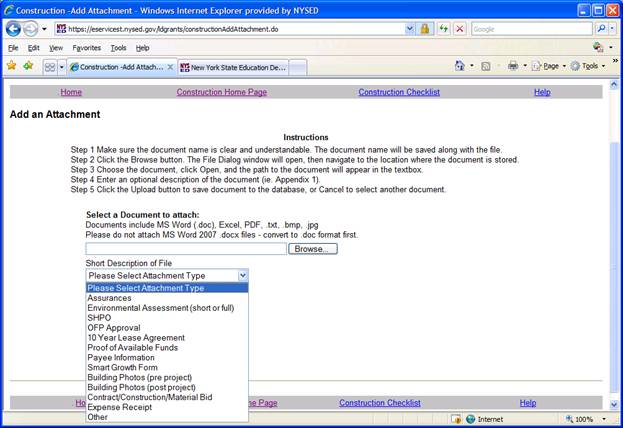 Construction -Add Attachment - Windows Internet Explorer provided by NYSED
https://eservicest.nysed.gov/ldgrants/constructionAddAttachment.do
Google
File Edit View Favorites Tools Help
Construction -Add Attach... New York State Education De...
Page Tools
Home Construction Home Page Construction Checklist Help
Add an Attachment
Instructions
Step 1 Make sure the document name is clear and understandable. The document name will be saved along with the file.
Step 2 Click the Browse button. The File Dialog window will open, then navigate to the location where the document is stored.
Step 3 Choose the document, click Open, and the path to the document will appear in the textbox.
Step 4 Enter an optional description of the document (ie. Appendix 1).
Step 5 Click the Upload button to save document to the database, or Cancel to select another document.
Select a Document to attach:
Documents include MS Word (.doc), Excel, PDF, .txt, .bmp, .jpg
Please do not attach MS Word 2007 .docx files - convert to .doc format first.
Browse...
Short Description of File
Please Select Attachment Type
Please Select Attachment Type
Assurances
Environmental Assessment (short or full)
SHPO
OFP Approval
10 Year Lease Agreement
Proof of Available Funds
Payee Information
Smart Growth Form
Building Photos (pre project)
Building Photos (post project)
Contract/Construction/Material Bid
Expense Receipt
Other
Ho me Page Construction Checklist Help
Internet 100%